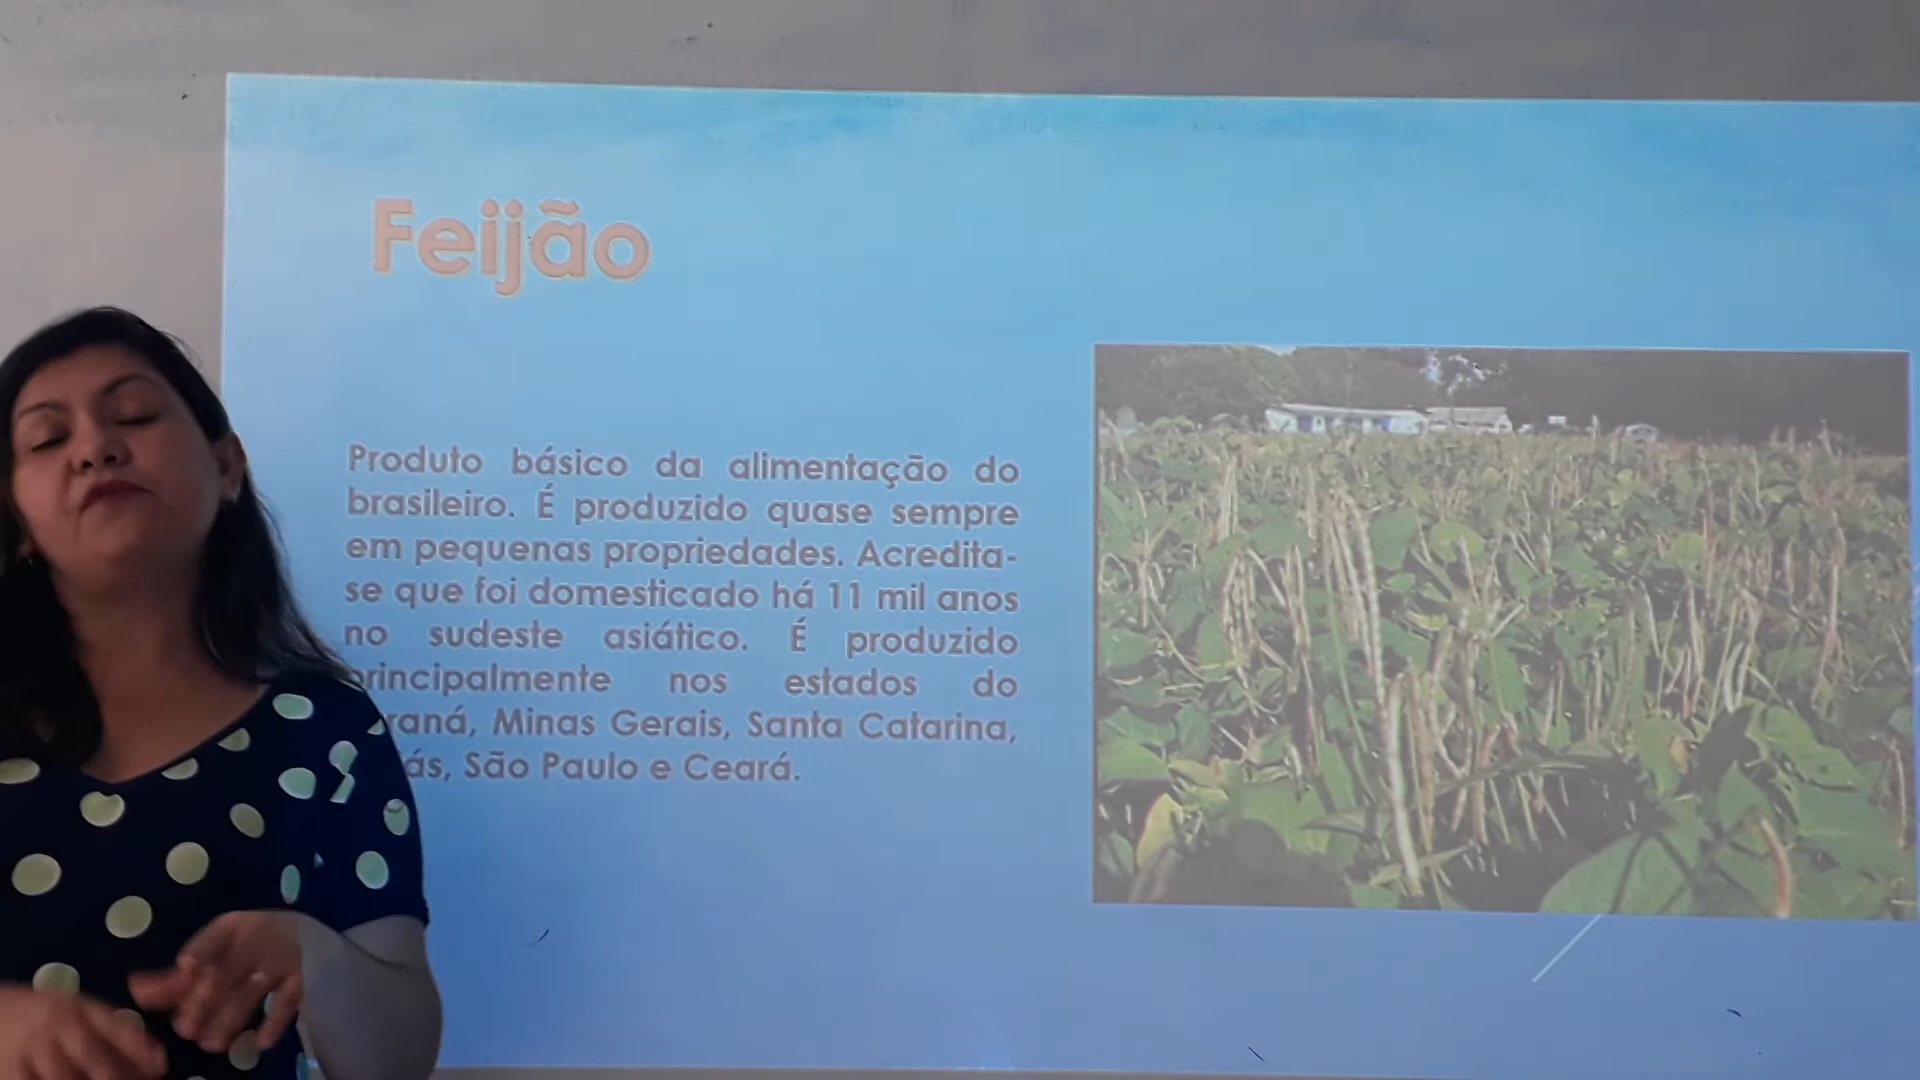 Feijão
Produto básico da alimentação do
brasileiro. É produzido quase sempre
em pequenas propriedades. Acredita-
se que foi domesticado há 11 mil anos
no sudeste asiático. É produzido
principalmente nos estados do
raná, Minas Gerais, Santa Catarina,
ás, São Paulo e Ceará.